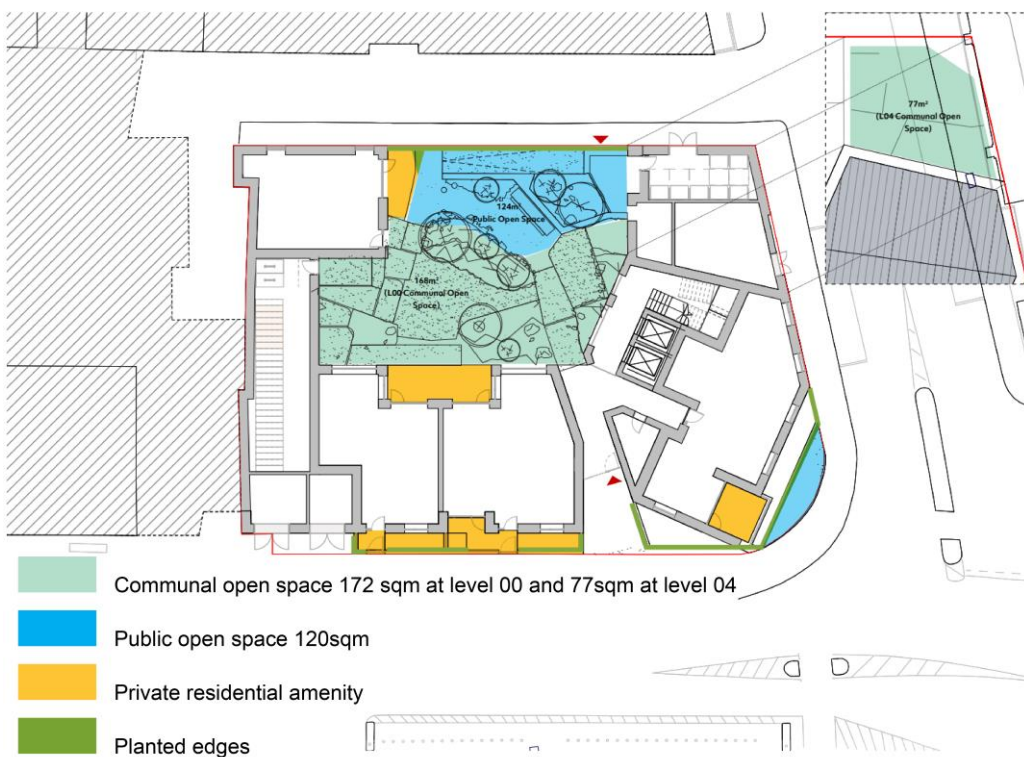 77m²
(L04 Communal Open
Space)
124m²
Public Open Space
168m²
(L00 Communal Open
Space)
Communal open space 172 sqm at level 00 and 77sqm at level 04
Public open space 120sqm
Private residential amenity
Planted edges